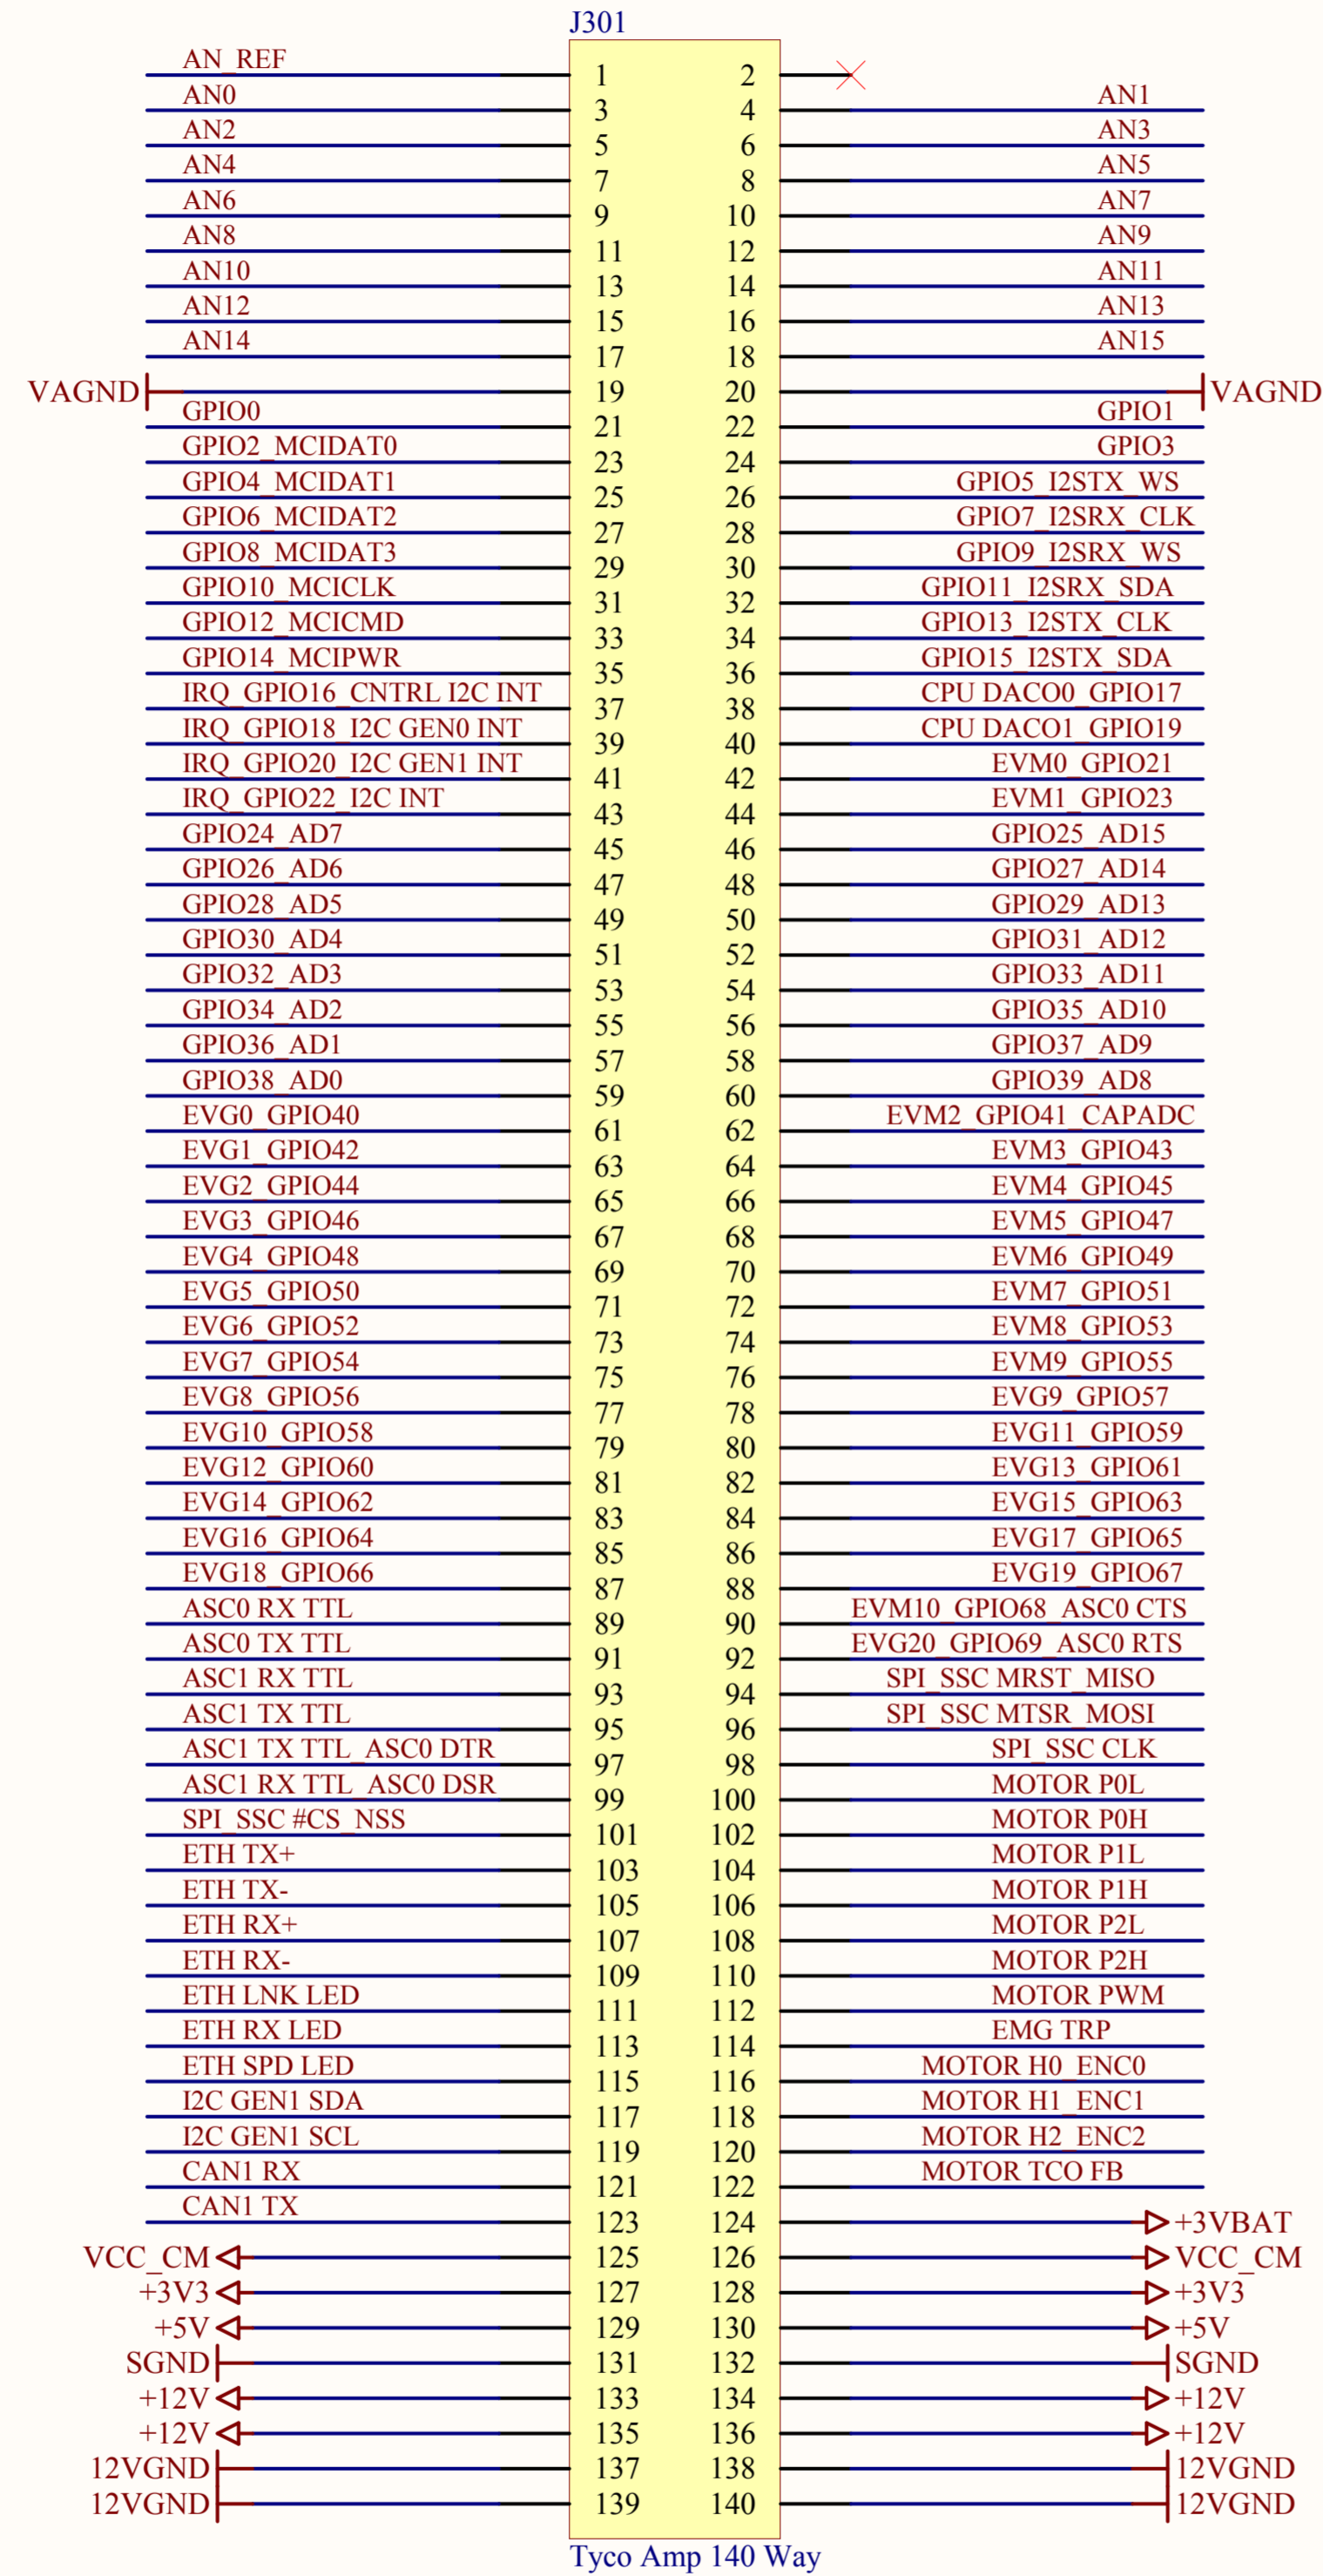 J301
AN_REF 1 2
AN0 3 4 AN1
AN2 5 6 AN3
AN4 7 8 AN5
AN6 9 10 AN7
AN8 11 12 AN9
AN10 13 14 AN11
AN12 15 16 AN13
AN14 17 18 AN15
VAGND 19 20 VAGND
GPIO0 21 22 GPIO1
GPIO2_MCIDAT0 23 24 GPIO3
GPIO4_MCIDAT1 25 26 GPIO5_I2STX_WS
GPIO6_MCIDAT2 27 28 GPIO7_I2SRX_CLK
GPIO8_MCIDAT3 29 30 GPIO9_I2SRX_WS
GPIO10_MCICLK 31 32 GPIO11_I2SRX_SDA
GPIO12_MCICMD 33 34 GPIO13_I2STX_CLK
GPIO14_MCIPWR 35 36 GPIO15_I2STX_SDA
IRQ_GPIO16_CNTRL I2C INT 37 38 CPU DACO0_GPIO17
IRQ_GPIO18_I2C GEN0 INT 39 40 CPU DACO1_GPIO19
IRQ_GPIO20_I2C GEN1 INT 41 42 EVM0_GPIO21
IRQ_GPIO22_I2C INT 43 44 EVM1_GPIO23
GPIO24_AD7 45 46 GPIO25_AD15
GPIO26_AD6 47 48 GPIO27_AD14
GPIO28_AD5 49 50 GPIO29_AD13
GPIO30_AD4 51 52 GPIO31_AD12
GPIO32_AD3 53 54 GPIO33_AD11
GPIO34_AD2 55 56 GPIO35_AD10
GPIO36_AD1 57 58 GPIO37_AD9
GPIO38_AD0 59 60 GPIO39_AD8
EVG0_GPIO40 61 62 EVM2_GPIO41_CAPADC
EVG1_GPIO42 63 64 EVM3_GPIO43
EVG2_GPIO44 65 66 EVM4_GPIO45
EVG3_GPIO46 67 68 EVM5_GPIO47
EVG4_GPIO48 69 70 EVM6_GPIO49
EVG5_GPIO50 71 72 EVM7_GPIO51
EVG6_GPIO52 73 74 EVM8_GPIO53
EVG7_GPIO54 75 76 EVM9_GPIO55
EVG8_GPIO56 77 78 EVG9_GPIO57
EVG10_GPIO58 79 80 EVG11_GPIO59
EVG12_GPIO60 81 82 EVG13_GPIO61
EVG14_GPIO62 83 84 EVG15_GPIO63
EVG16_GPIO64 85 86 EVG17_GPIO65
EVG18_GPIO66 87 88 EVG19_GPIO67
ASC0 RX TTL 89 90 EVM10_GPIO68_ASC0 CTS
ASC0 TX TTL 91 92 EVG20_GPIO69_ASC0 RTS
ASC1 RX TTL 93 94 SPI_SSC MRST_MISO
ASC1 TX TTL 95 96 SPI_SSC MTSR_MOSI
ASC1 TX TTL_ASC0 DTR 97 98 SPI_SSC CLK
ASC1 RX TTL_ASC0 DSR 99 100 MOTOR P0L
SPI_SSC #CS_NSS 101 102 MOTOR P0H
ETH TX+ 103 104 MOTOR P1L
ETH TX- 105 106 MOTOR P1H
ETH RX+ 107 108 MOTOR P2L
ETH RX- 109 110 MOTOR P2H
ETH LNK LED 111 112 MOTOR PWM
ETH RX LED 113 114 EMG TRP
ETH SPD LED 115 116 MOTOR H0_ENC0
I2C GEN1 SDA 117 118 MOTOR H1_ENC1
I2C GEN1 SCL 119 120 MOTOR H2_ENC2
CAN1 RX 121 122 MOTOR TCO FB
CAN1 TX 123 124 +3VBAT
VCC_CM 125 126 VCC_CM
+3V3 127 128 +3V3
+5V 129 130 +5V
SGND 131 132 SGND
+12V 133 134 +12V
+12V 135 136 +12V
12VGND 137 138 12VGND
12VGND 139 140 12VGND
Tyco Amp 140 Way